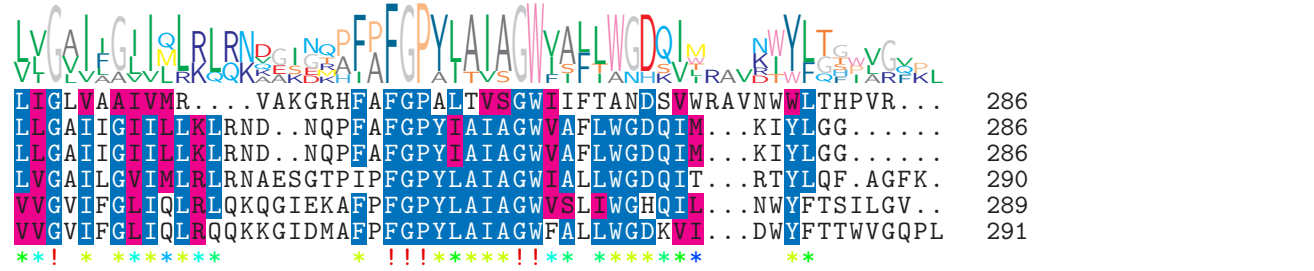 LIGLVAAIVMR....VAKGRHFAFGPALTVSGWIIFTANDSVWRAVNWWLTHPVR... 286
LLGAIIGIILLKLRND..NQPFAFGPYIAIAGWVAFLWGDQIM...KIYLGG...... 286
LLGAIIGIILLKLRND..NQPFAFGPYIAIAGWVAFLWGDQIM...KIYLGG...... 286
LVGAILGVIMLRLRNAESGTPIPFGPYLAIAGWIALLWGDQIT...RTYLQF.AGFK. 290
VVGVIFGLIQLRLQKQGIEKAFPFGPYLAIAGWVSLIWGHQIL...NWYFTSILGV.. 289
VVGVIFGLIQLRQQKKGIDMAFPFGPYLAIAGWFALLWGDKVI...DWYFTTWVGQPL 291
**! * ******* * !!!*****!!** ******* **